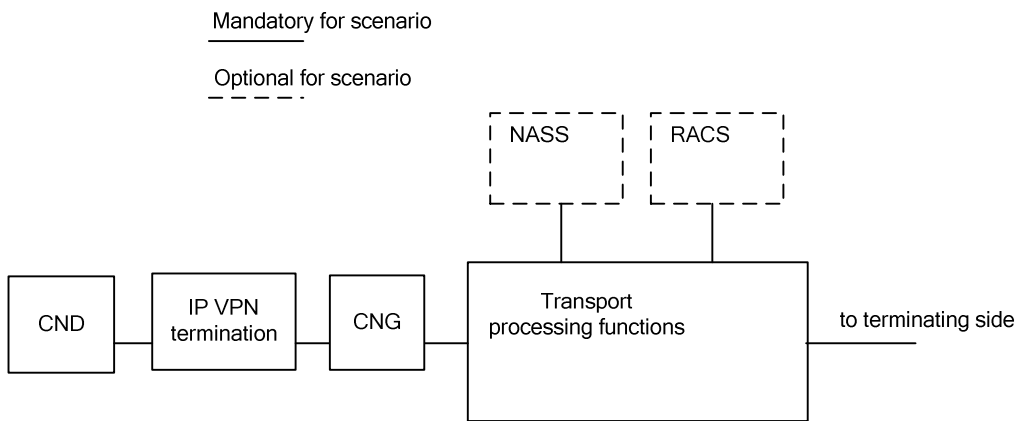 Mandatory for scenario
Optional for scenario
NASS
RACS
CND
IP VPN
termination
CNG
Transport
processing functions
to terminating side